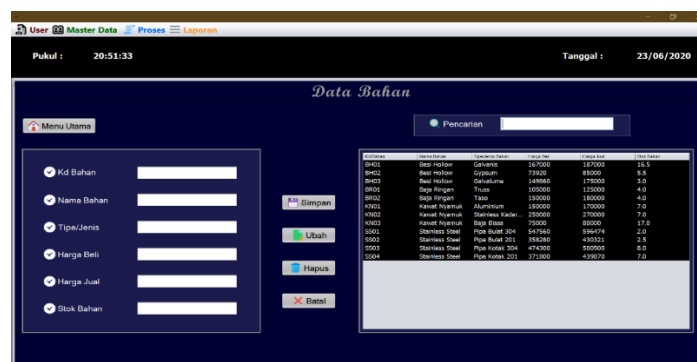 User Master Data Proses Laporan
Pukul : 20:51:33 Tanggal : 23/06/2020
Data Bahan
Menu Utama Pencarian
Kd Bahan
Nama Bahan
Tipe/Jenis
Harga Beli
Harga Jual
Stok Bahan
Simpan
Ubah
Hapus
Batal
Kd Bahan Nama Bahan Tipe/Jenis Bahan Harga Beli Harga Jual Stok Bahan
BH01 Besi Hollow Galvanis 167000 187000 16.5
BH02 Besi Hollow Gypsum 73920 85000 5.5
BH03 Besi Hollow Galvalume 149860 175000 3.0
BR01 Baja Ringan Truss 105000 125000 4.0
BR02 Baja Ringan Taso 150000 180000 4.0
KN01 Kawat Nyamuk Aluminium 150000 170000 7.0
KN02 Kawat Nyamuk Stainless Kadar... 250000 270000 7.0
KN03 Kawat Nyamuk Baja Biasa 75000 80000 17.0
SS01 Stainless Steel Pipa Bulat 304 547560 596474 2.0
SS02 Stainless Steel Pipa Bulat 201 358280 430321 2.5
SS03 Stainless Steel Pipa Kotak 304 474300 500500 8.0
SS04 Stainless Steel Pipa Kotak 201 371800 439870 7.0